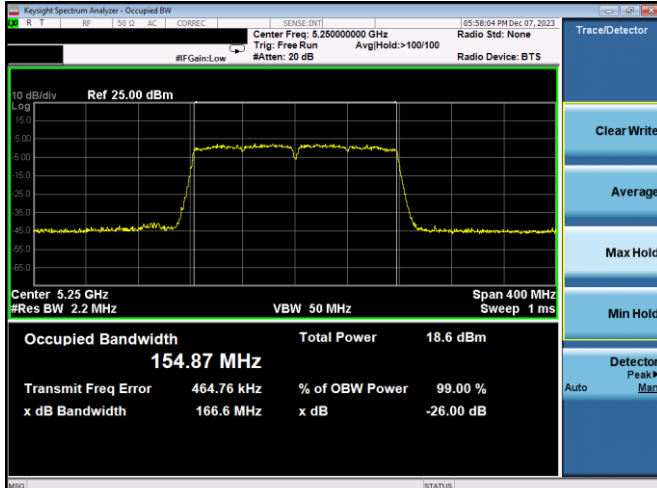 Keysight Spectrum Analyzer - Occupied BW
R T RF 50 Ω AC CORREC SENSE:INT 05:58:04 PM Dec 07, 2023
Center Freq: 5.250000000 GHz Radio Std: None
Trig: Free Run Avg|Hold:>100/100
#IFGain:Low #Atten: 20 dB Radio Device: BTS
Trace/Detector
10 dB/div Ref 25.00 dBm
Log
15.0
5.00
-5.00
-15.0
-25.0
-35.0
-45.0
-55.0
-65.0
Center 5.25 GHz Span 400 MHz
#Res BW 2.2 MHz VBW 50 MHz Sweep 1 ms
Occupied Bandwidth Total Power 18.6 dBm
154.87 MHz
Transmit Freq Error 464.76 kHz % of OBW Power 99.00 %
x dB Bandwidth 166.6 MHz x dB -26.00 dB
Clear Write
Average
Max Hold
Min Hold
Detector
Peak
Auto Man
MSG STATUS